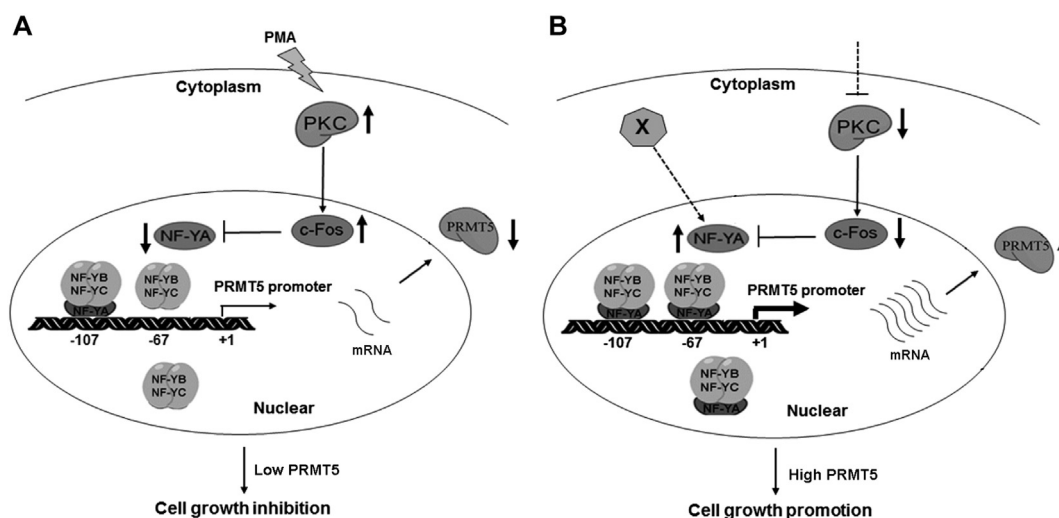 A
PMA
Cytoplasm
PKC
NF-YA
c-Fos
PRMT5
NF-YB
NF-YC
NF-YA
NF-YB
NF-YC
PRMT5 promoter
-107
-67
+1
mRNA
NF-YB
NF-YC
Nuclear
Low PRMT5
Cell growth inhibition
B
Cytoplasm
X
PKC
NF-YA
c-Fos
PRMT5
NF-YB
NF-YC
NF-YA
NF-YB
NF-YC
NF-YA
PRMT5 promoter
-107
-67
+1
mRNA
NF-YB
NF-YC
NF-YA
Nuclear
High PRMT5
Cell growth promotion